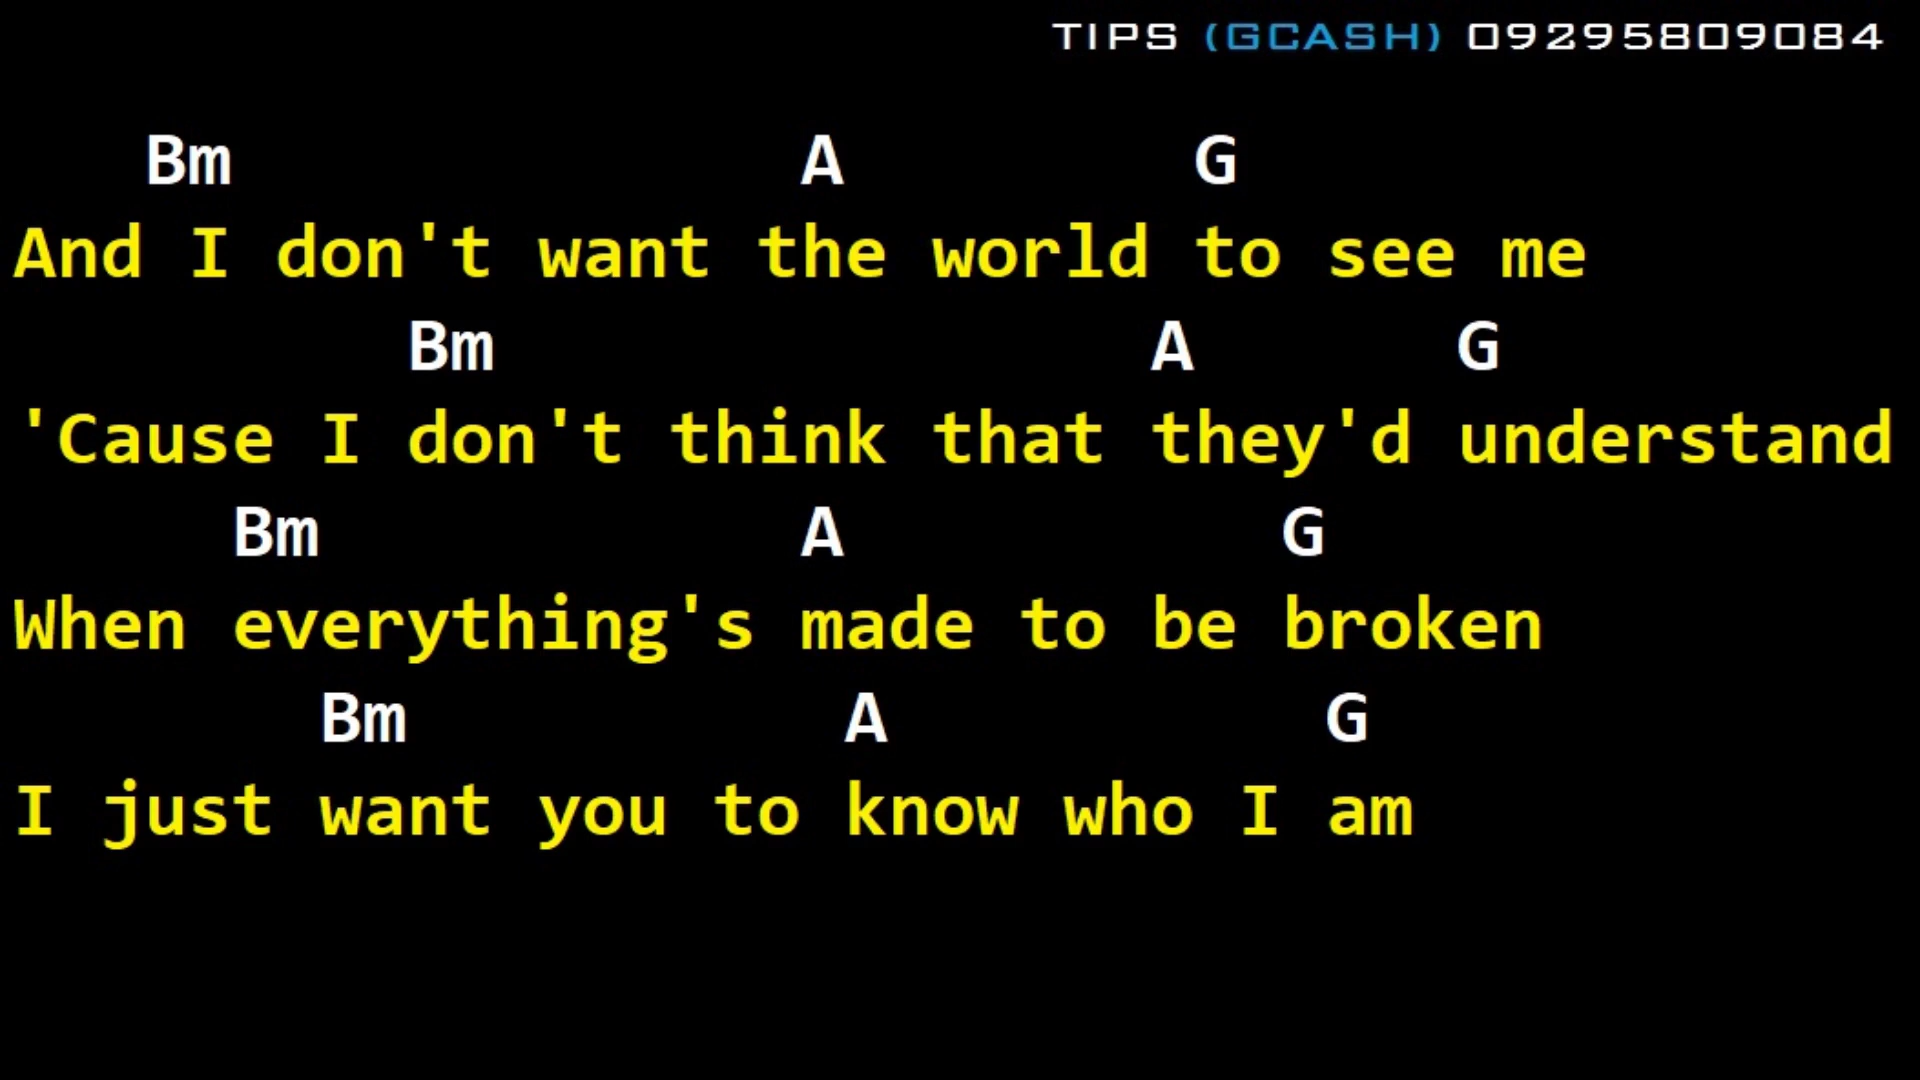 TIPS (GCASH) 09295809084
Bm A G
And I don't want the world to see me
Bm A G
'Cause I don't think that they'd understand
Bm A G
When everything's made to be broken
Bm A G
I just want you to know who I am